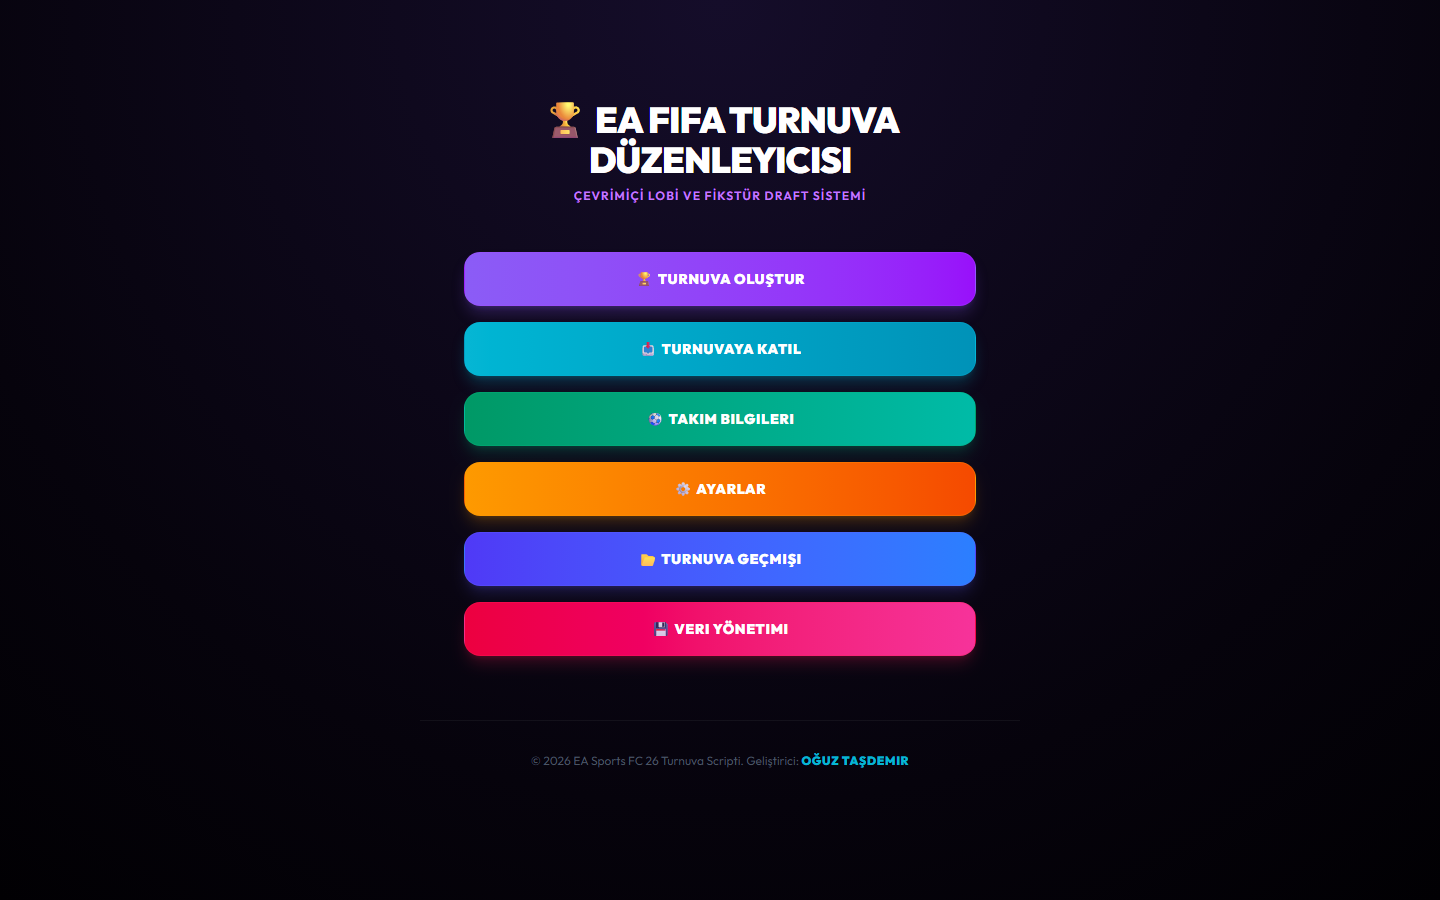 🏆 EA FIFA TURNUVA
DÜZENLEYICISI
ÇEVRİMİÇİ LOBİ VE FİKSTÜR DRAFT SİSTEMİ
🏆 TURNUVA OLUŞTUR
📥 TURNUVAYA KATIL
⚽ TAKIM BILGILERI
⚙️ AYARLAR
📂 TURNUVA GEÇMIŞI
💾 VERI YÖNETIMI
© 2026 EA Sports FC 26 Turnuva Scripti. Geliştirici: OĞUZ TAŞDEMIR